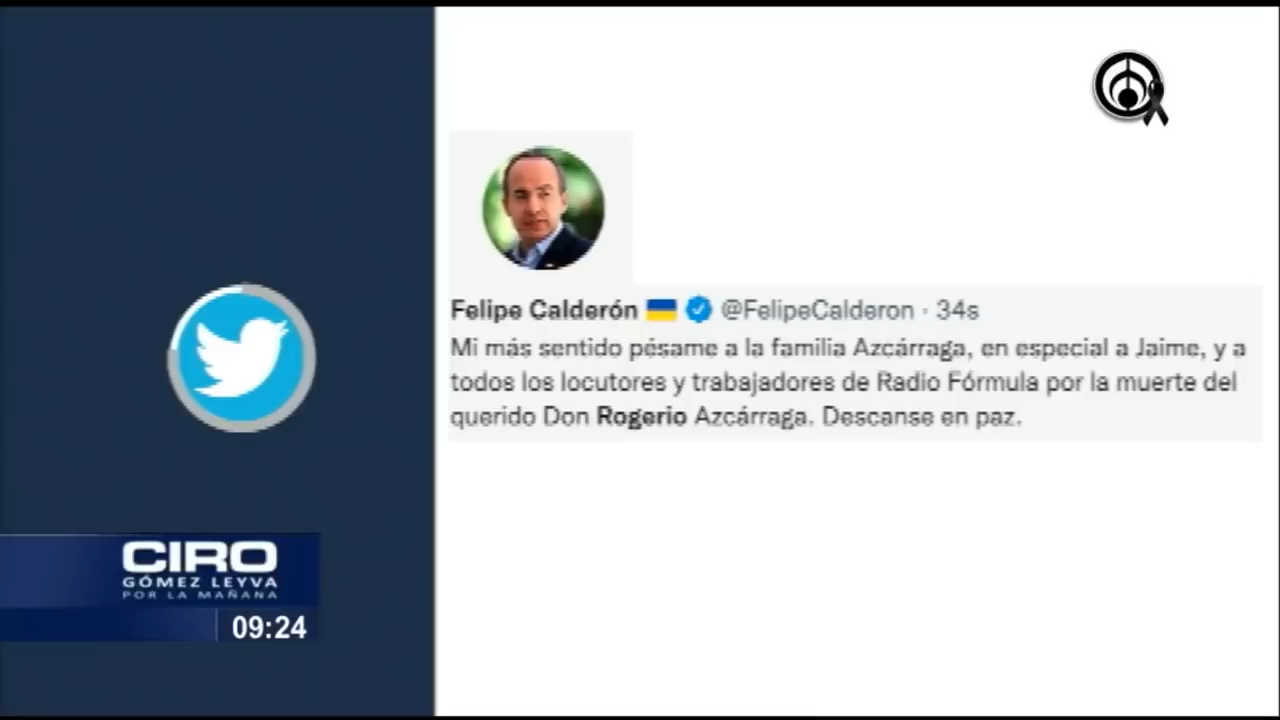 Felipe Calderón @FelipeCalderon · 34s
Mi más sentido pésame a la familia Azcárraga, en especial a Jaime, y a
todos los locutores y trabajadores de Radio Fórmula por la muerte del
querido Don Rogerio Azcárraga. Descanse en paz.
CIRO
GÓMEZ LEYVA
POR LA MAÑANA
09:24